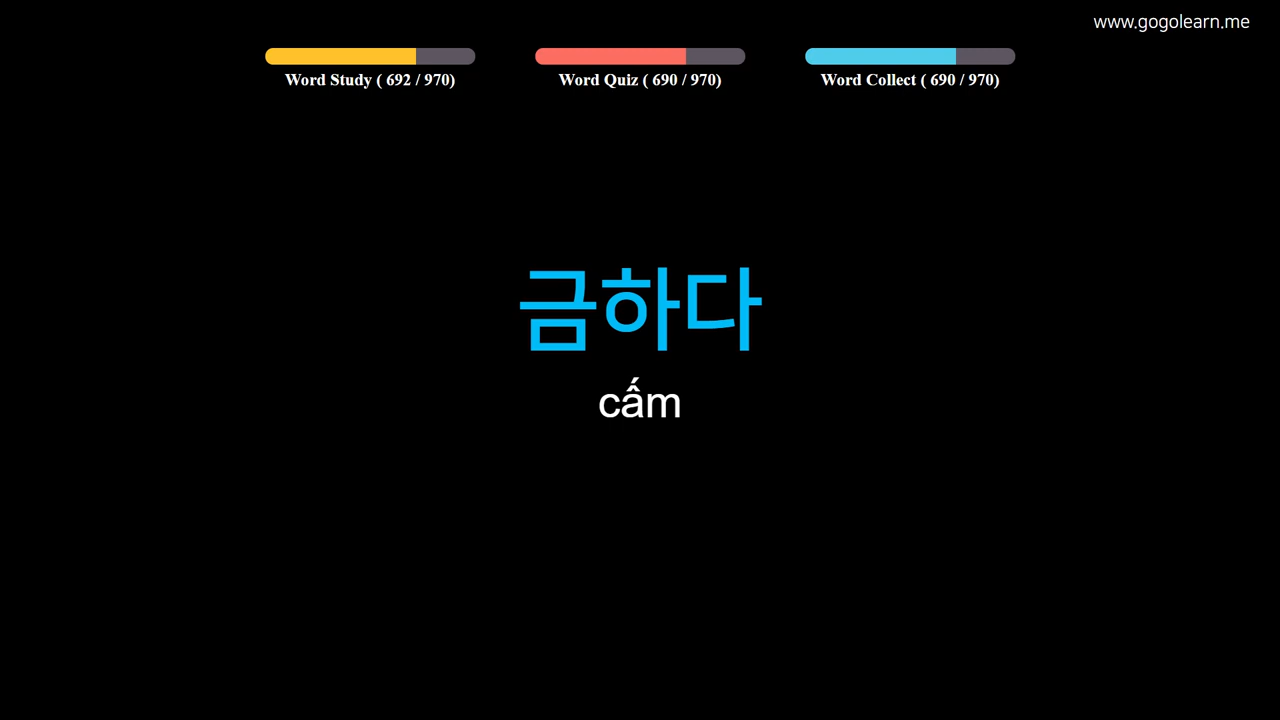 www.gogolearn.me
Word Study ( 692 / 970)
Word Quiz ( 690 / 970)
Word Collect ( 690 / 970)
금하다
cấm